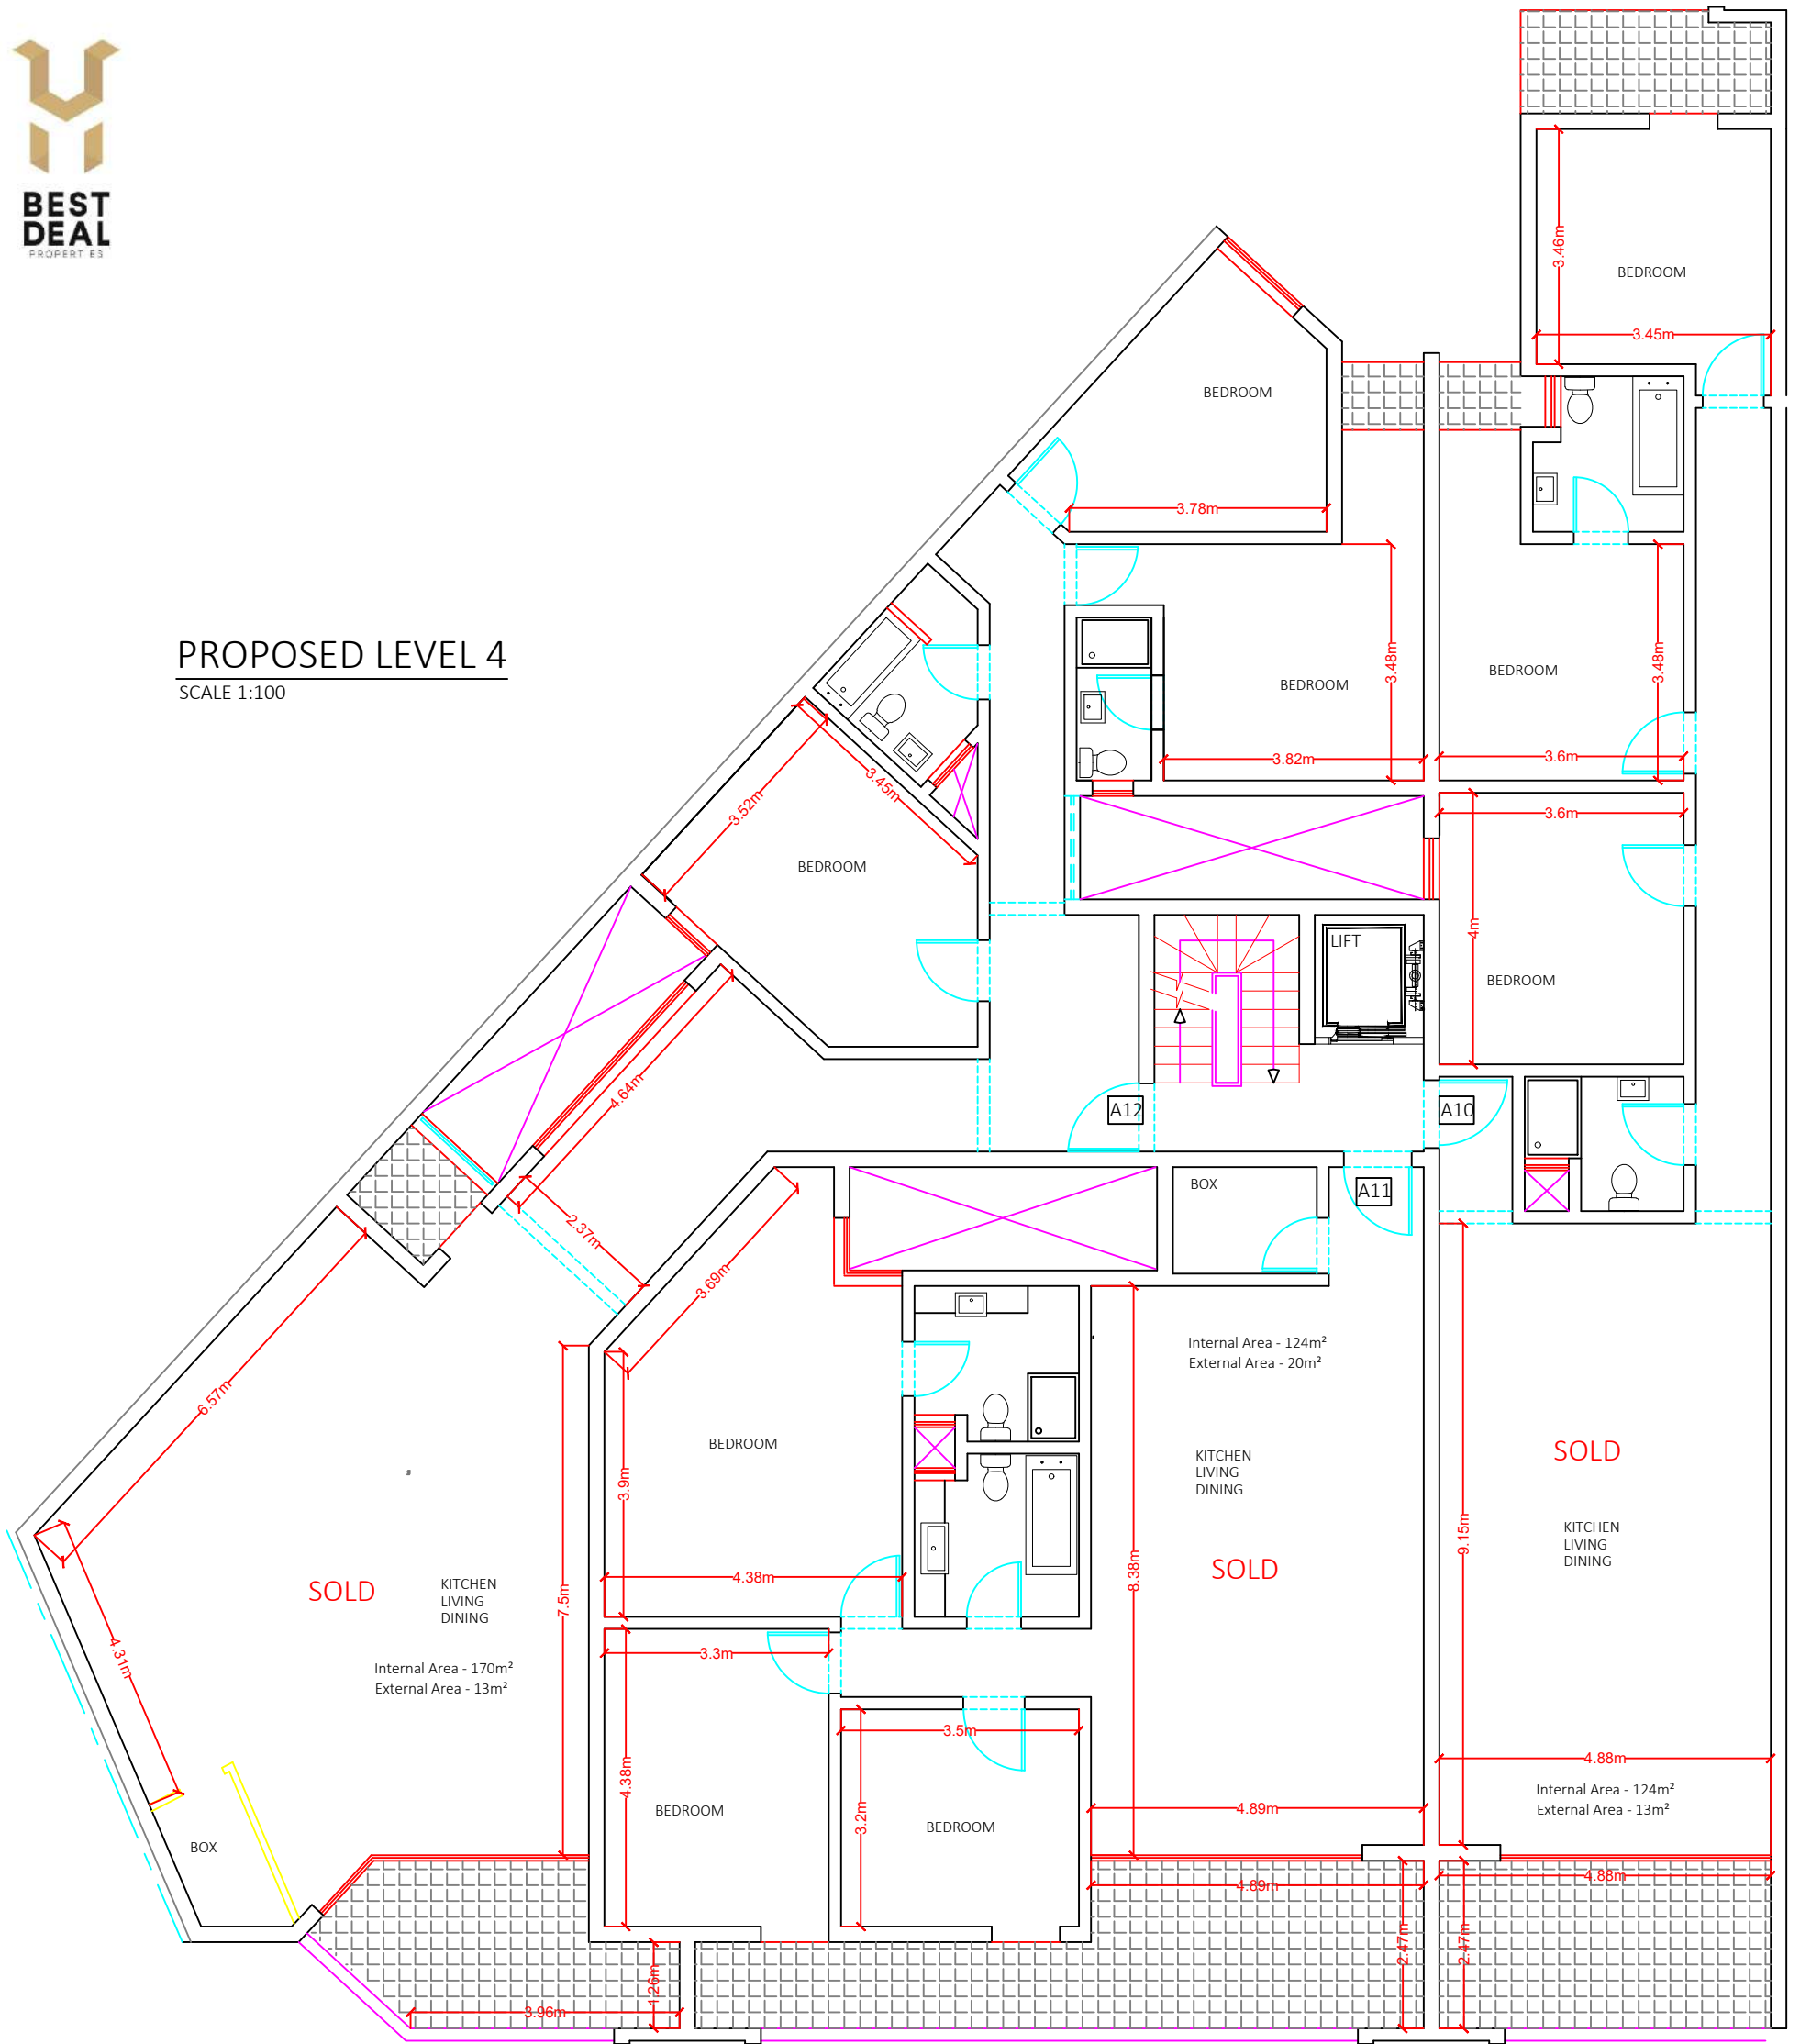 BEST
DEAL
PROPERTIES
PROPOSED LEVEL 4
SCALE 1:100
3.46m
BEDROOM
3.45m
BEDROOM
3.78m
3.48m
BEDROOM
3.82m
BEDROOM
3.48m
3.6m
3.6m
3.52m
3.45m
BEDROOM
4m
BEDROOM
LIFT
4.64m
A12
A10
A11
BOX
2.37m
3.69m
6.57m
Internal Area - 124m²
External Area - 20m²
BEDROOM
3.9m
4.38m
KITCHEN
LIVING
DINING
SOLD
8.38m
SOLD
9.15m
KITCHEN
LIVING
DINING
SOLD
KITCHEN
LIVING
DINING
7.5m
4.31m
Internal Area - 170m²
External Area - 13m²
3.3m
3.5m
4.38m
3.2m
BEDROOM
BEDROOM
4.89m
4.88m
Internal Area - 124m²
External Area - 13m²
BOX
4.89m
4.88m
2.47m
2.47m
1.26m
3.96m